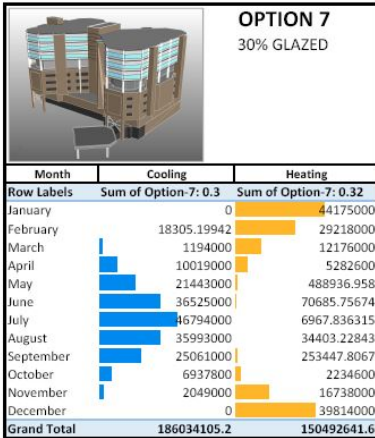 OPTION 7
30% GLAZED
Month Cooling Heating
Row Labels Sum of Option-7: 0.3 Sum of Option-7: 0.32
January 0 44175000
February 18305.19942 29218000
March 1194000 12176000
April 10019000 5282600
May 21443000 488936.958
June 36525000 70685.75674
July 46794000 6967.836315
August 35993000 34403.22843
September 25061000 253447.8067
October 6937800 2234600
November 2049000 16738000
December 0 39814000
Grand Total 186034105.2 150492641.6